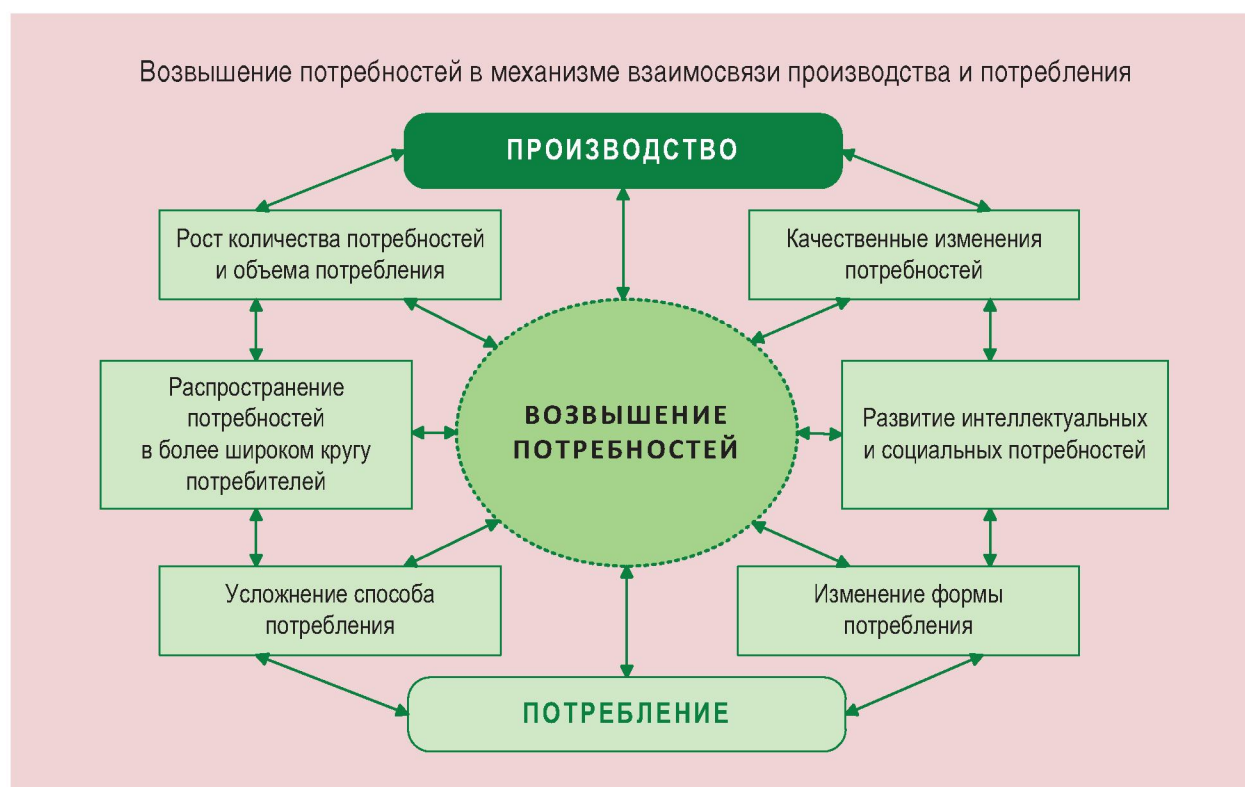 Возвышение потребностей в механизме взаимосвязи производства и потребления
ПРОИЗВОДСТВО
Рост количества потребностей
и объема потребления
Качественные изменения
потребностей
Распространение
потребностей
в более широком кругу
потребителей
ВОЗВЫШЕНИЕ
ПОТРЕБНОСТЕЙ
Развитие интеллектуальных
и социальных потребностей
Усложнение способа
потребления
Изменение формы
потребления
ПОТРЕБЛЕНИЕ